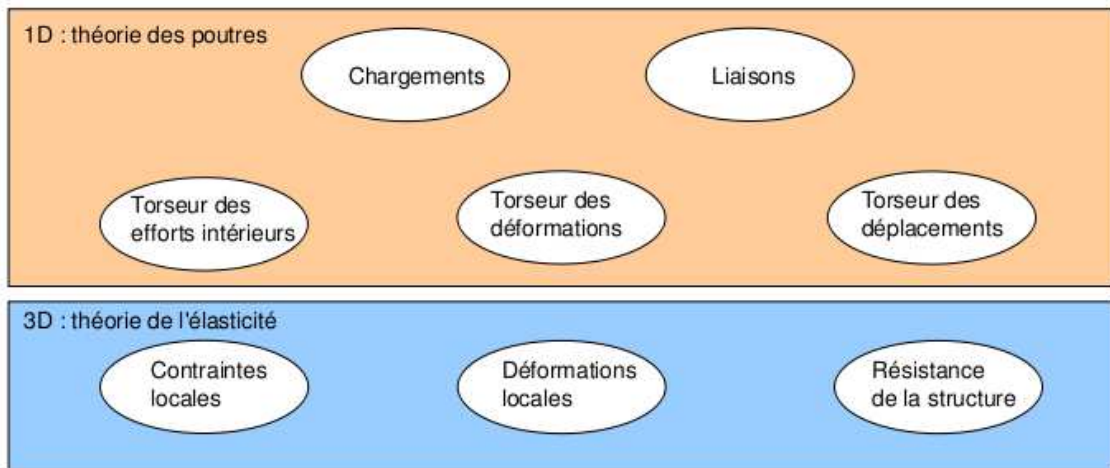 1D : théorie des poutres
Chargements
Liaisons
Torseur des
efforts intérieurs
Torseur des
déformations
Torseur des
déplacements
3D : théorie de l'élasticité
Contraintes
locales
Déformations
locales
Résistance
de la structure